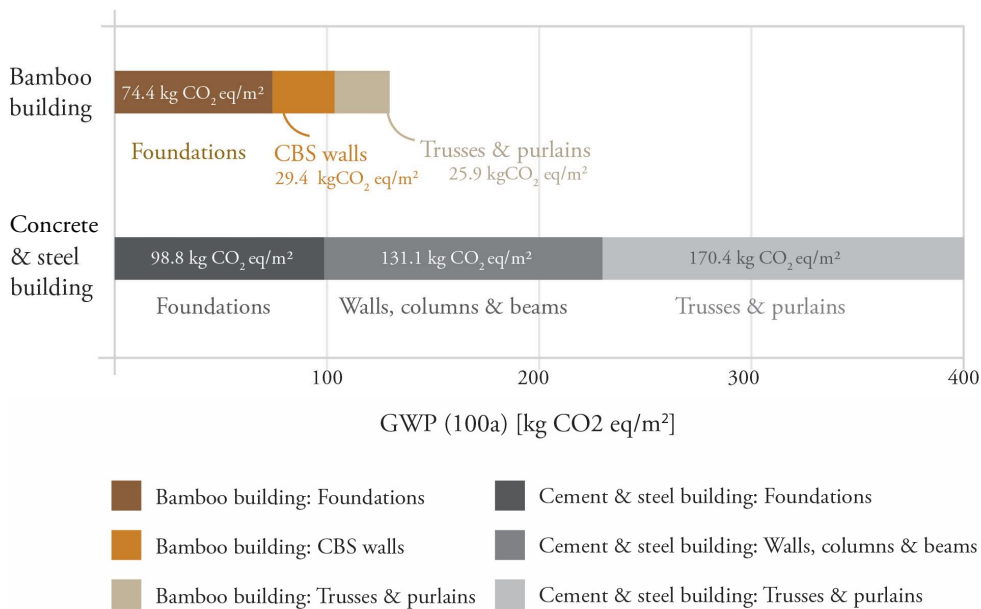 Bamboo
building
74.4 kg CO₂ eq/m²
Foundations
CBS walls
29.4 kgCO₂ eq/m²
Trusses & purlains
25.9 kgCO₂ eq/m²
Concrete
& steel
building
98.8 kg CO₂ eq/m²
131.1 kg CO₂ eq/m²
170.4 kg CO₂ eq/m²
Foundations
Walls, columns & beams
Trusses & purlains
100
200
300
400
GWP (100a) [kg CO2 eq/m²]
Bamboo building: Foundations
Bamboo building: CBS walls
Bamboo building: Trusses & purlains
Cement & steel building: Foundations
Cement & steel building: Walls, columns & beams
Cement & steel building: Trusses & purlains